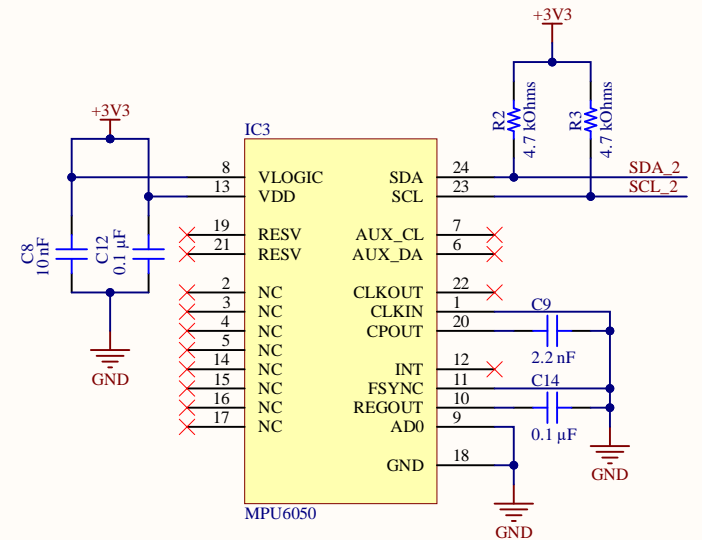 +3V3
R2
4.7 kOhms
R3
4.7 kOhms
+3V3
IC3
8 VLOGIC SDA 24 SDA_2
13 VDD SCL 23 SCL_2
C8
10 nF
C12
0.1 µF
19 RESV AUX_CL 7
21 RESV AUX_DA 6
2 NC CLKOUT 22
3 NC CLKIN 1 C9
4 NC CPOUT 20
5 NC 2.2 nF
14 NC INT 12
15 NC FSYNC 11 C14
16 NC REGOUT 10
17 NC AD0 9 0.1 µF
GND
GND 18
GND
MPU6050
GND